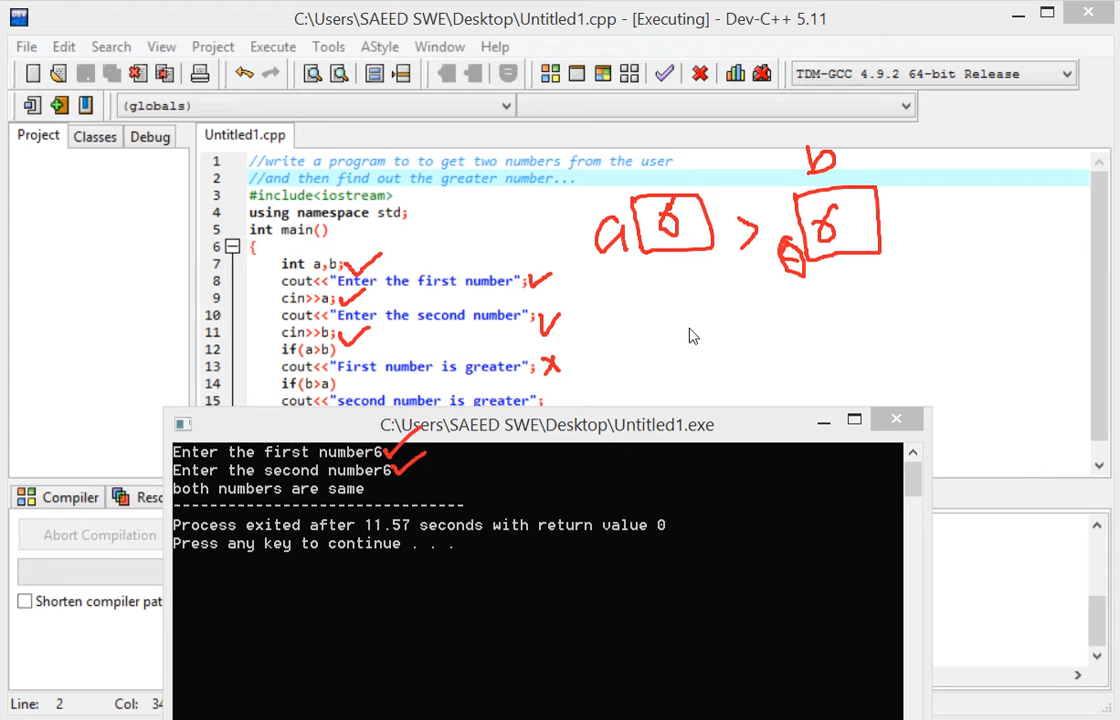 C:\Users\SAEED SWE\Desktop\Untitled1.cpp - [Executing] - Dev-C++ 5.11
File Edit Search View Project Execute Tools AStyle Window Help
TDM-GCC 4.9.2 64-bit Release
(globals)
Project Classes Debug Untitled1.cpp
1 //write a program to to get two numbers from the user
2 //and then find out the greater number...
3 #include<iostream>
4 using namespace std;
5 int main()
6 {
7 int a,b;
8 cout<<"Enter the first number";
9 cin>>a;
10 cout<<"Enter the second number";
11 cin>>b;
12 if(a>b)
13 cout<<"First number is greater";
14 if(b>a)
15 cout<<"second number is greater";
b
a 6 > 6
C:\Users\SAEED SWE\Desktop\Untitled1.exe
Enter the first number6
Enter the second number6
both numbers are same
--------------------------------
Process exited after 11.57 seconds with return value 0
Press any key to continue . . .
Compiler Reso
Abort Compilation
Shorten compiler pat
Line: 2 Col: 34